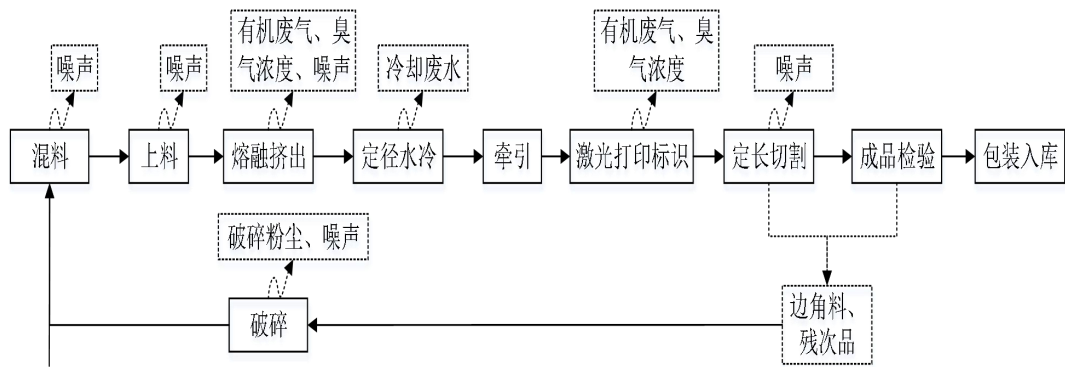 噪声
噪声
有机废气、臭
气浓度、噪声
冷却废水
有机废气、臭
气浓度
噪声
混料
上料
熔融挤出
定径水冷
牵引
激光打印标识
定长切割
成品检验
包装入库
破碎粉尘、噪声
破碎
边角料、
残次品